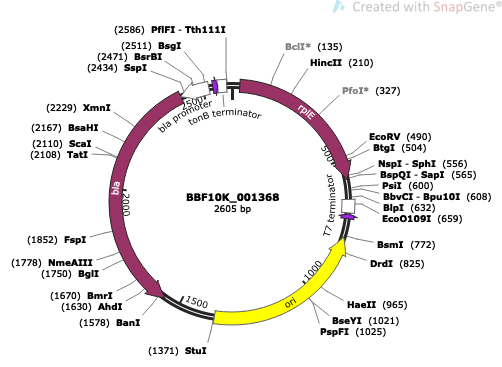 Created with SnapGene®
(2586) PflFI - Tth111I
(2511) BsgI
(2471) BsrBI
(2434) SspI
BclI* (135)
HincII (210)
PfoI* (327)
(2229) XmnI
(2167) BsaHI
(2110) ScaI
(2108) TatI
EcoRV (490)
BtgI (504)
NspI - SphI (556)
BspQI - SapI (565)
PsiI (600)
BbvCI - Bpu10I (608)
BlpI (632)
EcoO109I (659)
2500
bla promoter
tonB terminator
rplE
500
bla
2000
BBF10K_001368
2605 bp
T7 terminator
(1852) FspI
(1778) NmeAIII
(1750) BglI
(1670) BmrI
(1630) AhdI
(1578) BanI
(1371) StuI
BsmI (772)
DrdI (825)
1000
1500
ori
HaeII (965)
BseYI (1021)
PspFI (1025)